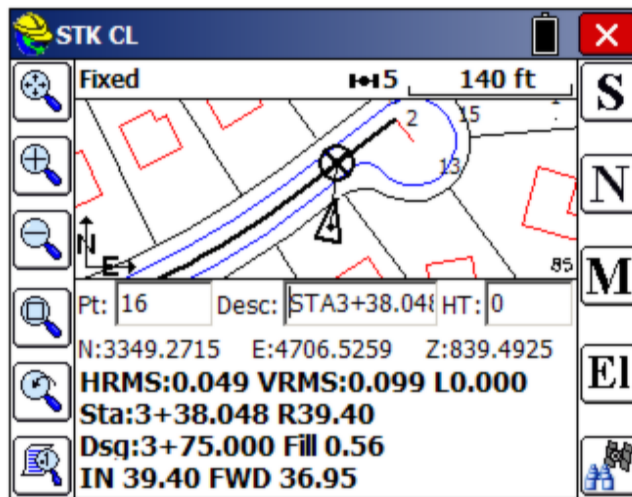 STK CL
Fixed 5 140 ft
S
2 15
13
N
N
E
85
M
Pt: 16 Desc: STA3+38.048 HT: 0
N:3349.2715 E:4706.5259 Z:839.4925
El
HRMS:0.049 VRMS:0.099 L0.000
Sta:3+38.048 R39.40
Dsg:3+75.000 Fill 0.56
IN 39.40 FWD 36.95